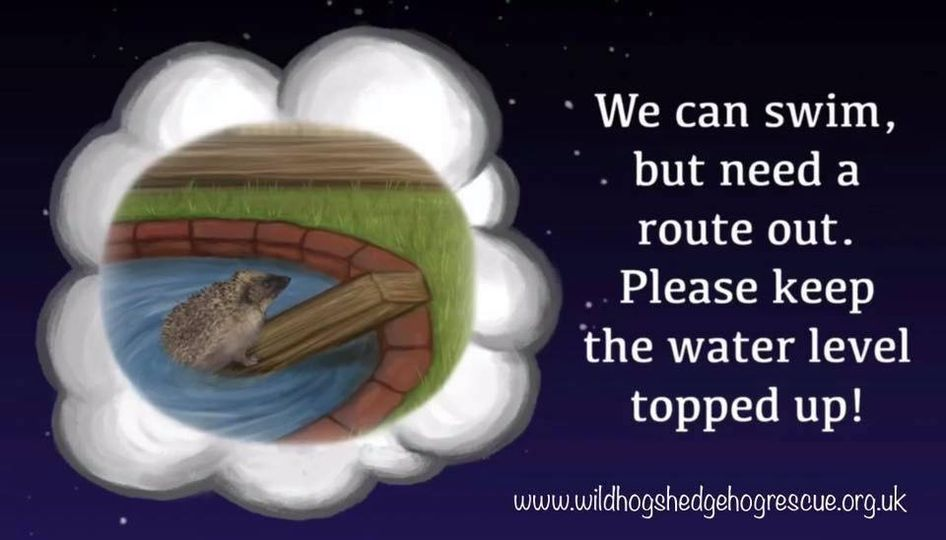 We can swim,
but need a
route out.
Please keep
the water level
topped up!
www.wildhogshedgehogrescue.org.uk